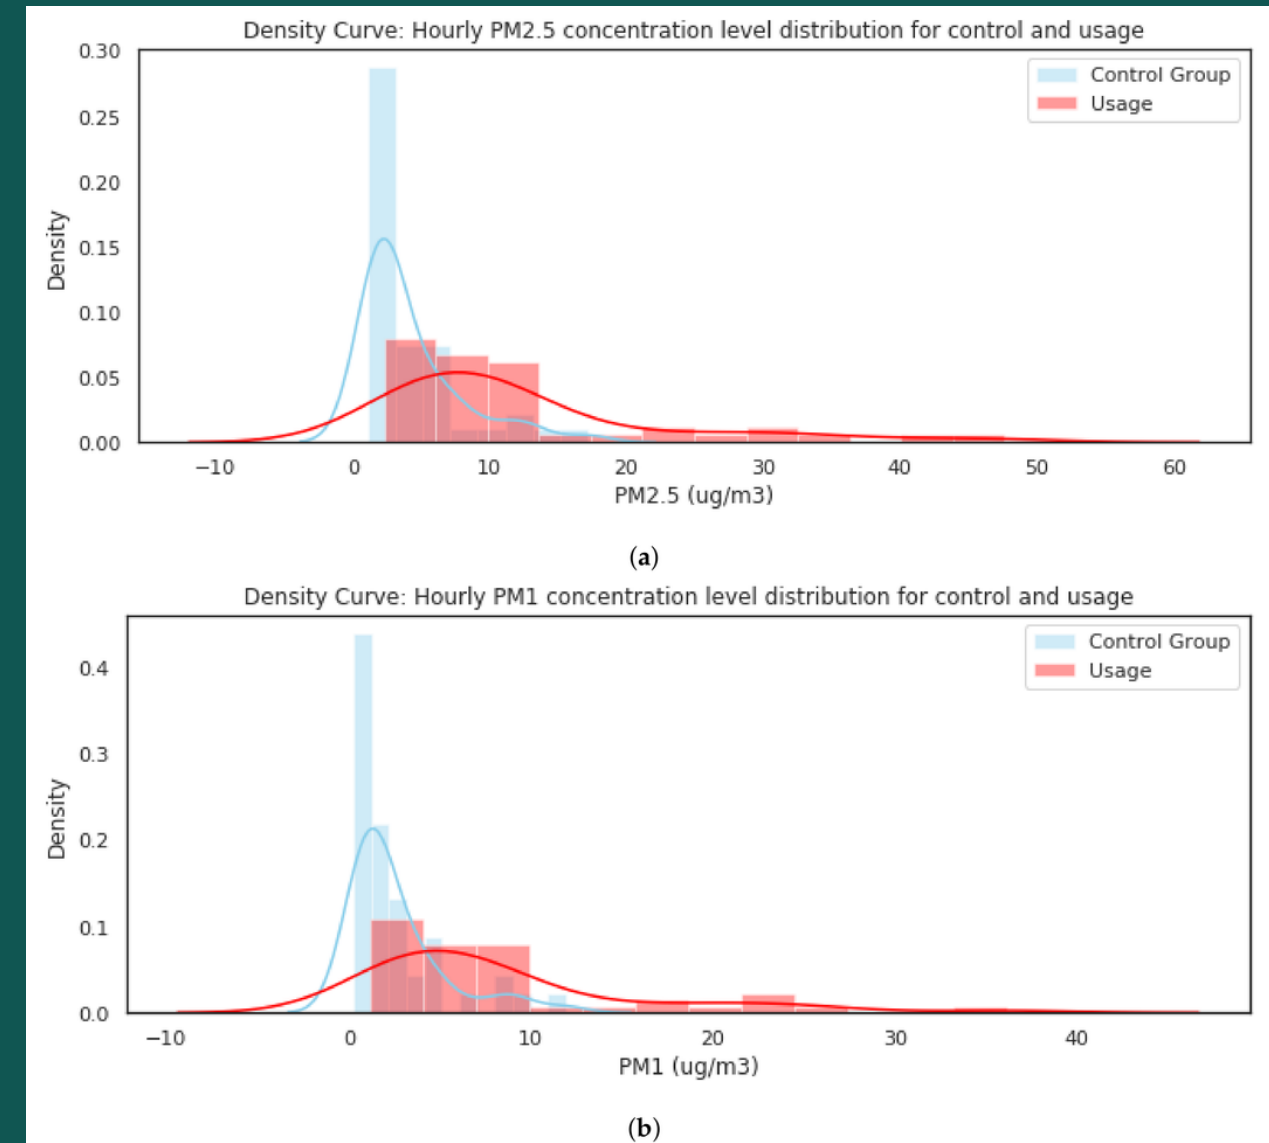 Density Curve: Hourly PM2.5 concentration level distribution for control and usage
0.30
0.25
0.20
0.15
0.10
0.05
0.00
Density
Control Group
Usage
−10 0 10 20 30 40 50 60
PM2.5 (ug/m3)
(a)
Density Curve: Hourly PM1 concentration level distribution for control and usage
0.4
0.3
0.2
0.1
0.0
Density
Control Group
Usage
−10 0 10 20 30 40
PM1 (ug/m3)
(b)